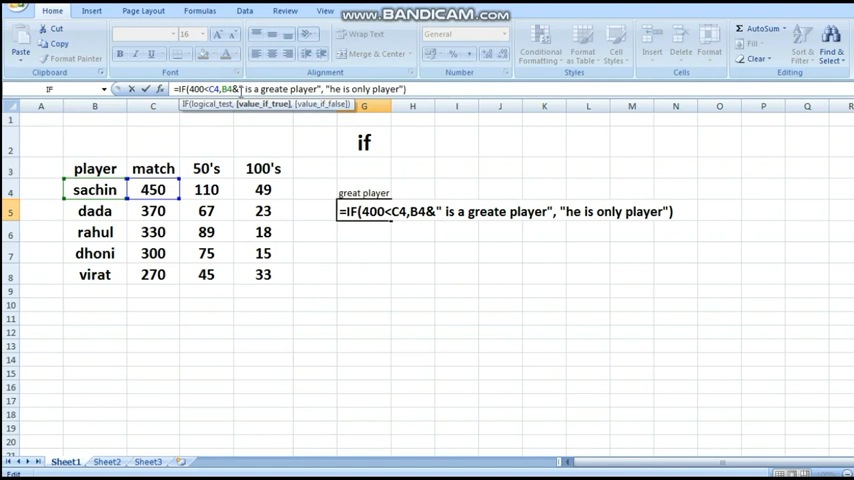 www.BANDICAM.com
Home Insert Page Layout Formulas Data Review View
Cut
Copy
Format Painter
Paste
Clipboard
16
B I U
Font
Wrap Text
Merge & Center
Alignment
General
Number
Conditional Formatting
Format as Table
Cell Styles
Styles
Insert Delete Format
Cells
AutoSum
Fill
Clear
Sort & Filter
Find & Select
Editing
IF
=IF(400<C4,B4&" is a greate player", "he is only player")
IF(logical_test, [value_if_true], [value_if_false])
A B C G H I J K L M N O P Q
1
2 if
3 player match 50's 100's
4 sachin 450 110 49 great player
5 dada 370 67 23 =IF(400<C4,B4&" is a greate player", "he is only player")
6 rahul 330 89 18
7 dhoni 300 75 15
8 virat 270 45 33
9
10
11
12
13
14
15
16
17
18
19
20
21
Sheet1 Sheet2 Sheet3
Edit